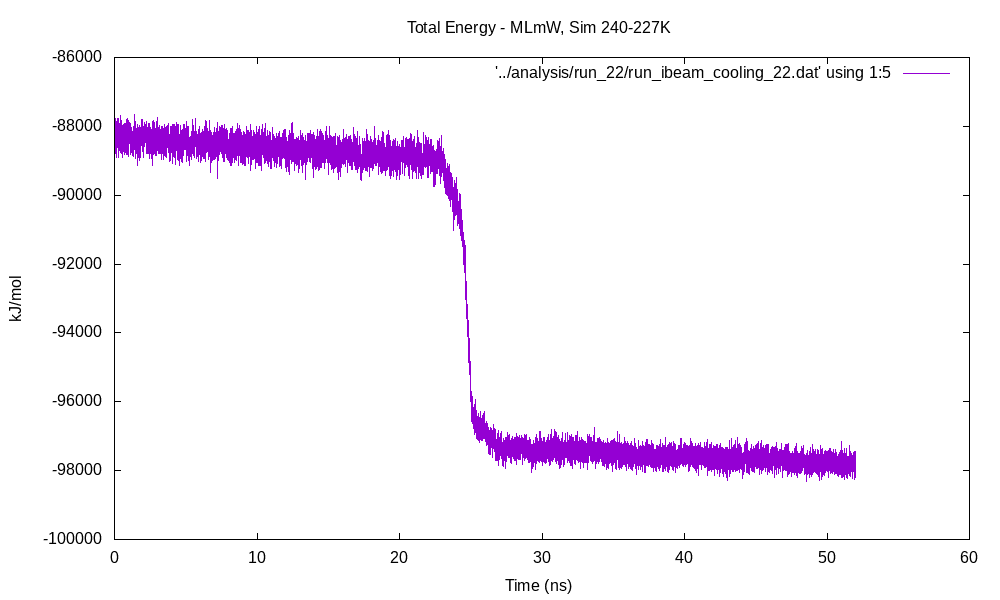 Total Energy - MLmW, Sim 240-227K
'../analysis/run_22/run_ibeam_cooling_22.dat' using 1:5
-86000
-88000
-90000
-92000
-94000
-96000
-98000
-100000
kJ/mol
0 10 20 30 40 50 60
Time (ns)